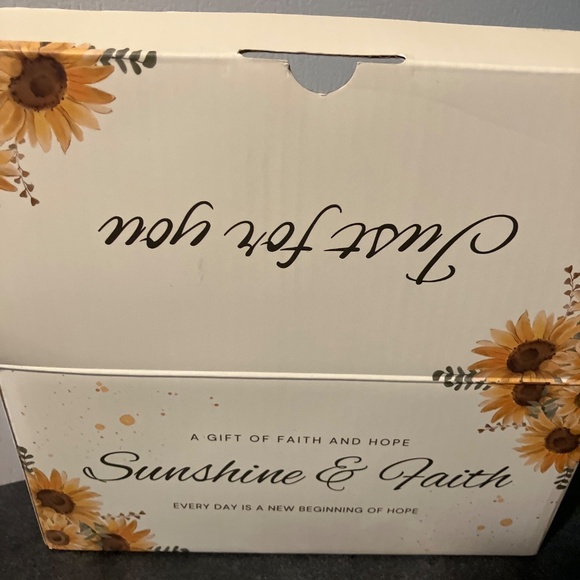 Just for you
A GIFT OF FAITH AND HOPE
Sunshine & Faith
EVERY DAY IS A NEW BEGINNING OF HOPE